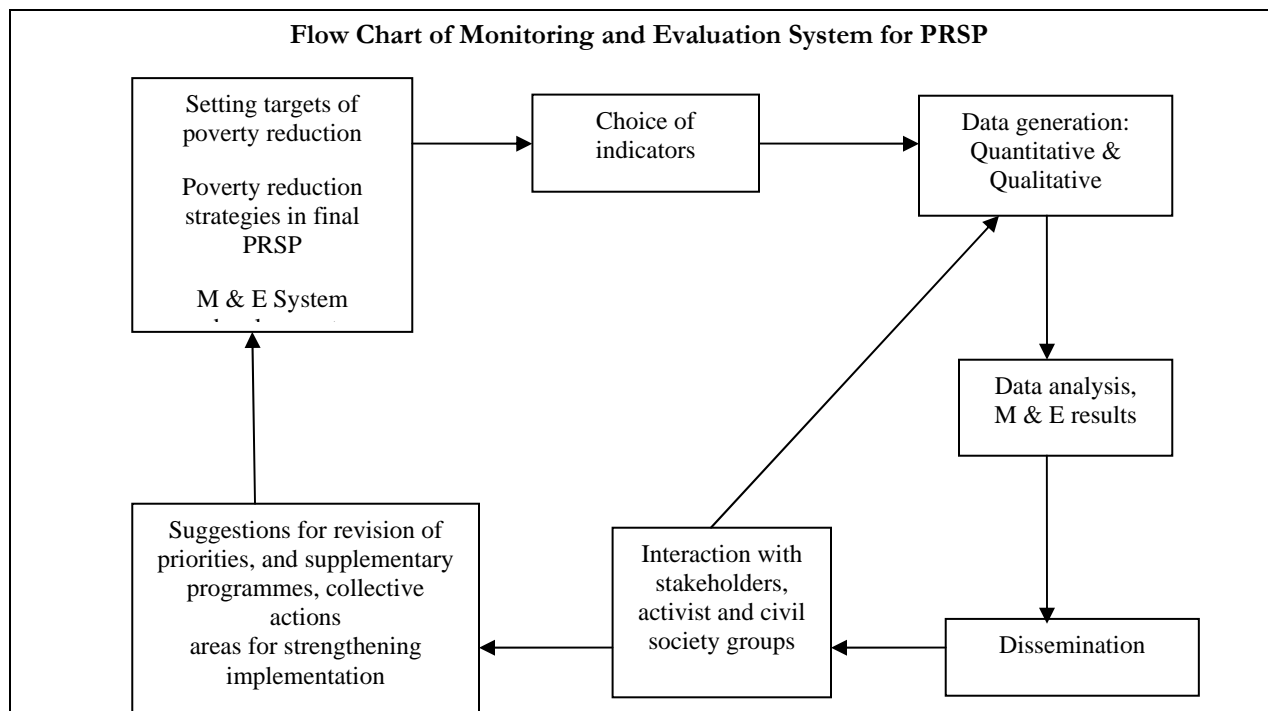 Flow Chart of Monitoring and Evaluation System for PRSP
Setting targets of
poverty reduction
Poverty reduction
strategies in final
PRSP
M & E System
Choice of
indicators
Data generation:
Quantitative &
Qualitative
Data analysis,
M & E results
Dissemination
Interaction with
stakeholders,
activist and civil
society groups
Suggestions for revision of
priorities, and supplementary
programmes, collective
actions
areas for strengthening
implementation